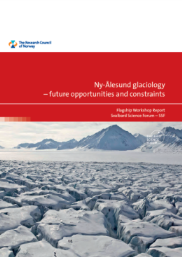 The Research Council
of Norway
Ny-Ålesund glaciology
– future opportunities and constraints
Flagship Workshop Report
Svalbard Science Forum – SSF